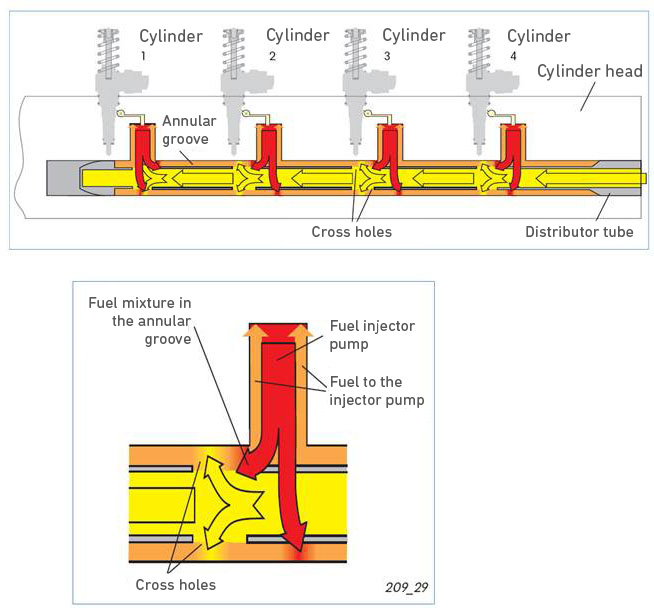 Cylinder
1
Cylinder
2
Cylinder
3
Cylinder
4
Cylinder head
Annular
groove
Cross holes
Distributor tube
Fuel mixture in
the annular
groove
Fuel injector
pump
Fuel to the
injector pump
Cross holes
209_29